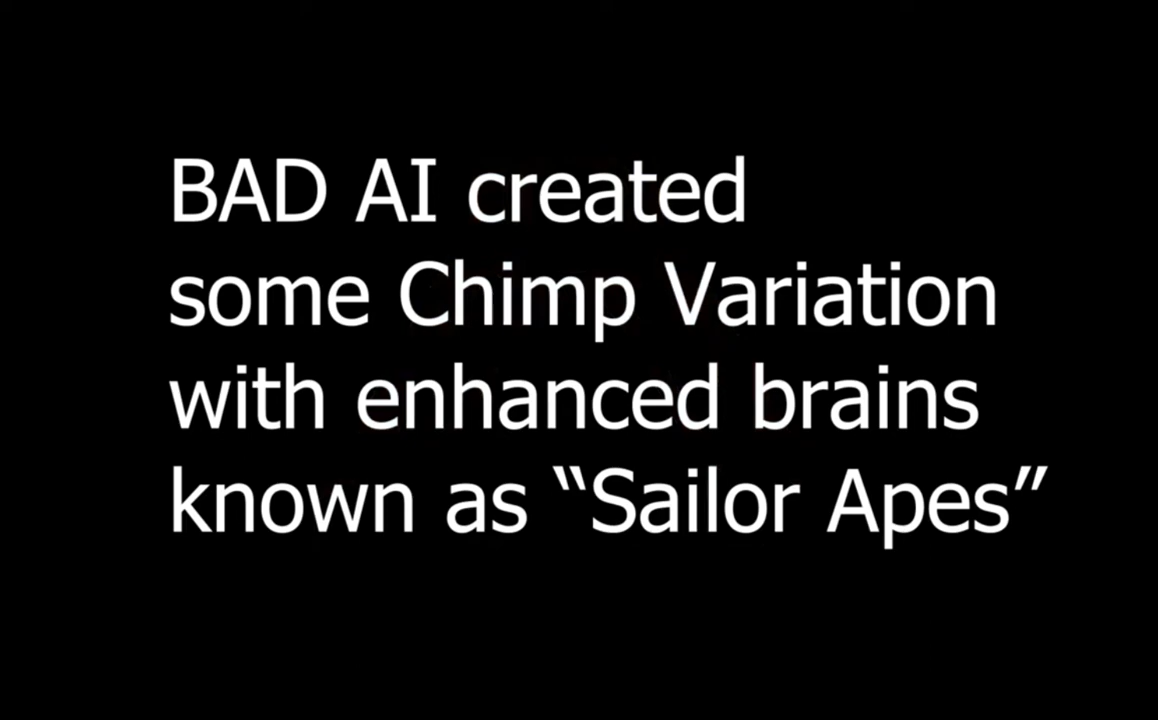 BAD AI created
some Chimp Variation
with enhanced brains
known as “Sailor Apes”